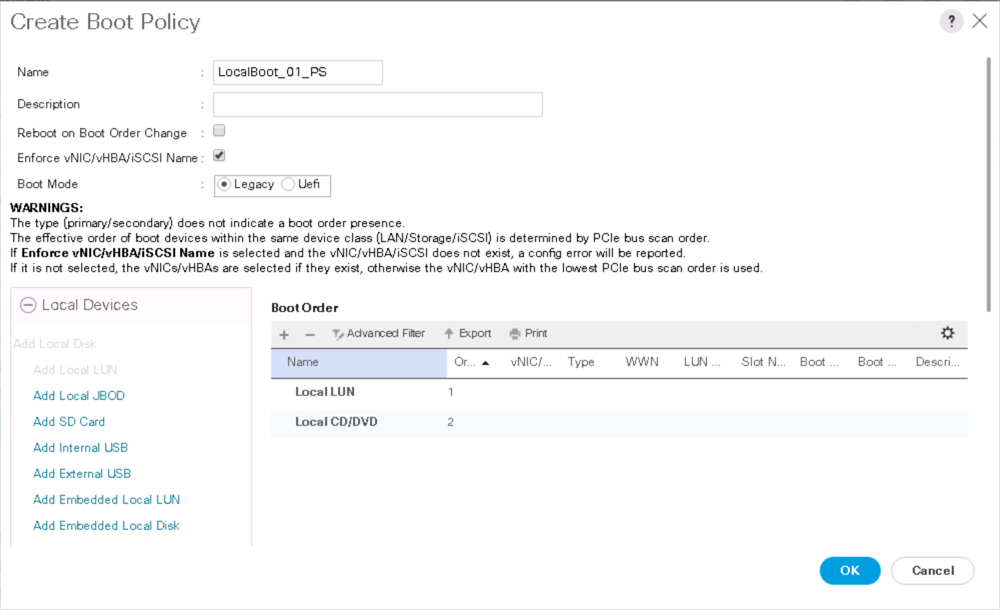 Create Boot Policy
?
Name : LocalBoot_01_PS
Description :
Reboot on Boot Order Change :
Enforce vNIC/vHBA/iSCSI Name :
Boot Mode : Legacy Uefi
WARNINGS:
The type (primary/secondary) does not indicate a boot order presence.
The effective order of boot devices within the same device class (LAN/Storage/iSCSI) is determined by PCIe bus scan order.
If Enforce vNIC/vHBA/iSCSI Name is selected and the vNIC/vHBA/iSCSI does not exist, a config error will be reported.
If it is not selected, the vNICs/vHBAs are selected if they exist, otherwise the vNIC/vHBA with the lowest PCIe bus scan order is used.
Local Devices
Add Local Disk
Add Local LUN
Add Local JBOD
Add SD Card
Add Internal USB
Add External USB
Add Embedded Local LUN
Add Embedded Local Disk
Boot Order
+ − Advanced Filter Export Print
Name Or... vNIC/... Type WWN LUN ... Slot N... Boot ... Boot ... Descri...
Local LUN 1
Local CD/DVD 2
OK Cancel